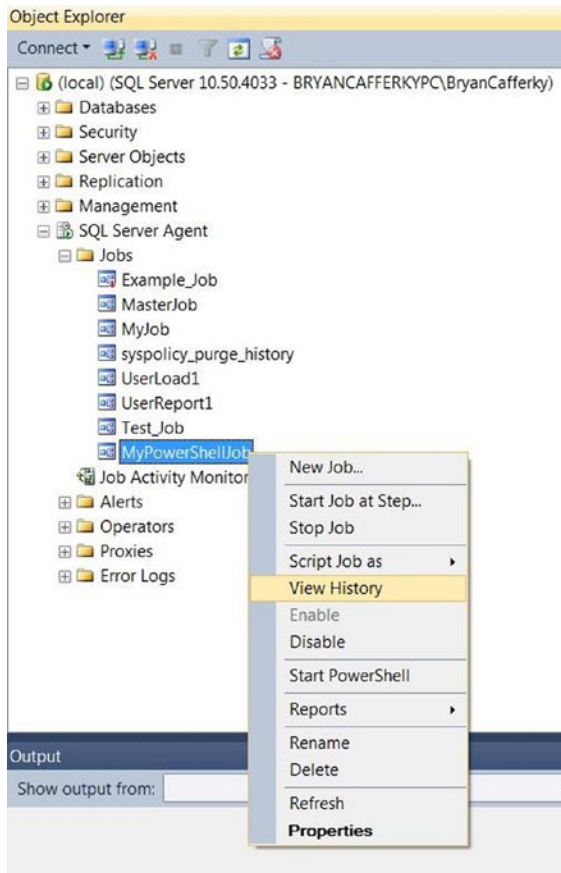 Object Explorer
Connect
(local) (SQL Server 10.50.4033 - BRYANCAFFERKYPC\BryanCafferky)
Databases
Security
Server Objects
Replication
Management
SQL Server Agent
Jobs
Example_Job
MasterJob
MyJob
syspolicy_purge_history
UserLoad1
UserReport1
Test_Job
MyPowerShellJob
Job Activity Monitor
Alerts
Operators
Proxies
Error Logs
New Job...
Start Job at Step...
Stop Job
Script Job as
View History
Enable
Disable
Start PowerShell
Reports
Rename
Delete
Refresh
Properties
Output
Show output from: